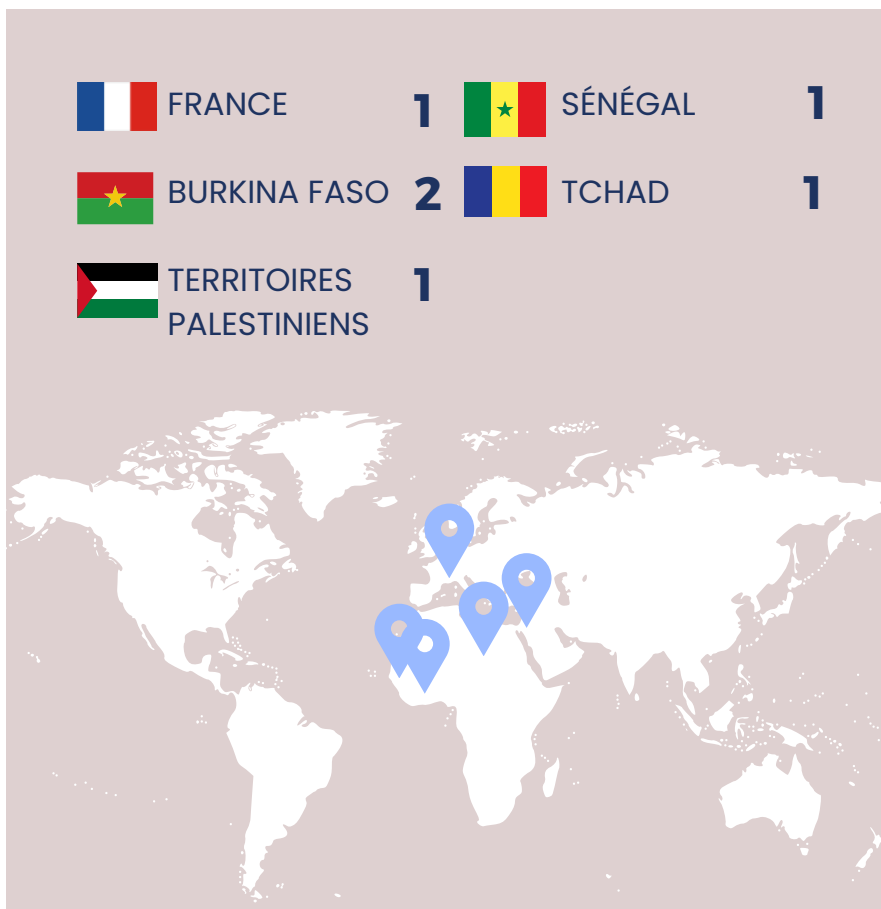 FRANCE 1
SÉNÉGAL 1
BURKINA FASO 2
TCHAD 1
TERRITOIRES 1
PALESTINIENS